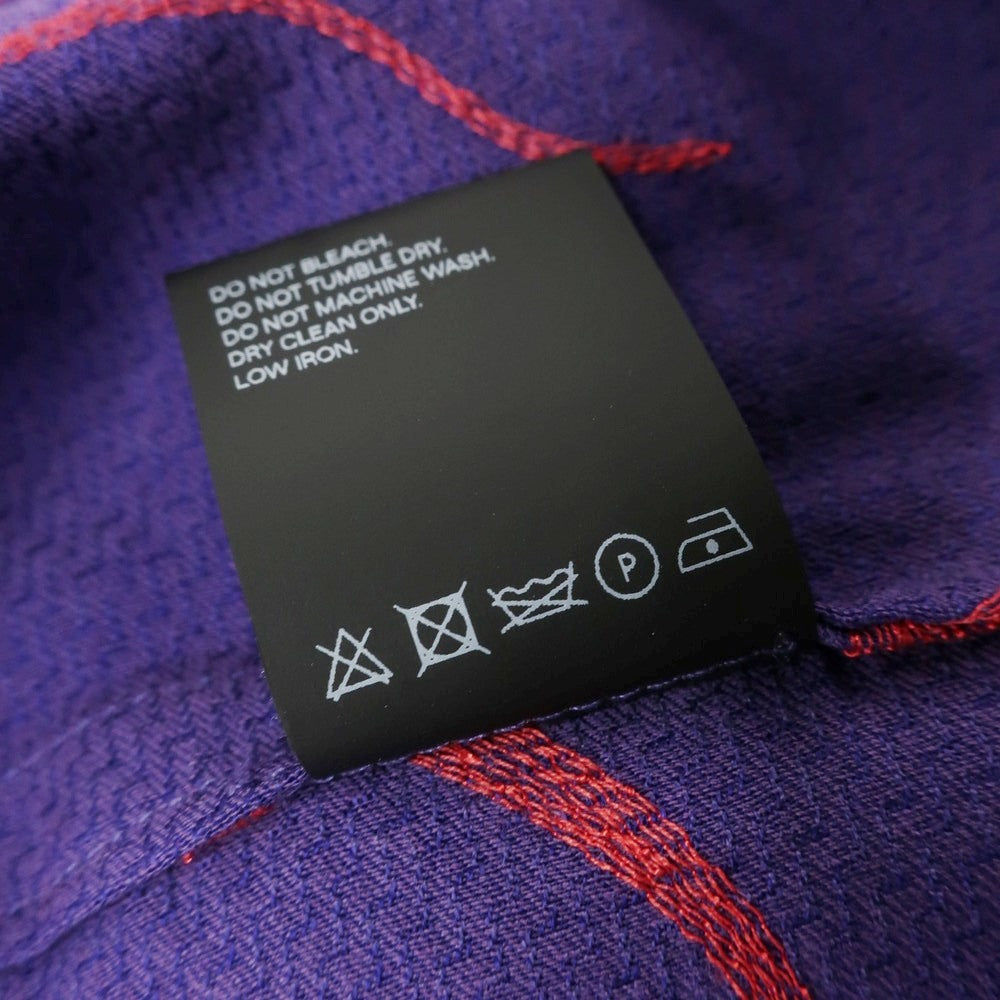 DO NOT BLEACH.
DO NOT TUMBLE DRY.
DO NOT MACHINE WASH.
DRY CLEAN ONLY.
LOW IRON.
P